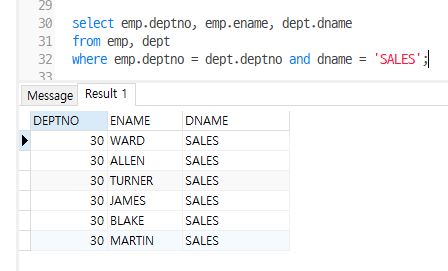 29
30 select emp.deptno, emp.ename, dept.dname
31 from emp, dept
32 where emp.deptno = dept.deptno and dname = 'SALES';
33
Message Result 1
DEPTNO ENAME DNAME
30 WARD SALES
30 ALLEN SALES
30 TURNER SALES
30 JAMES SALES
30 BLAKE SALES
30 MARTIN SALES